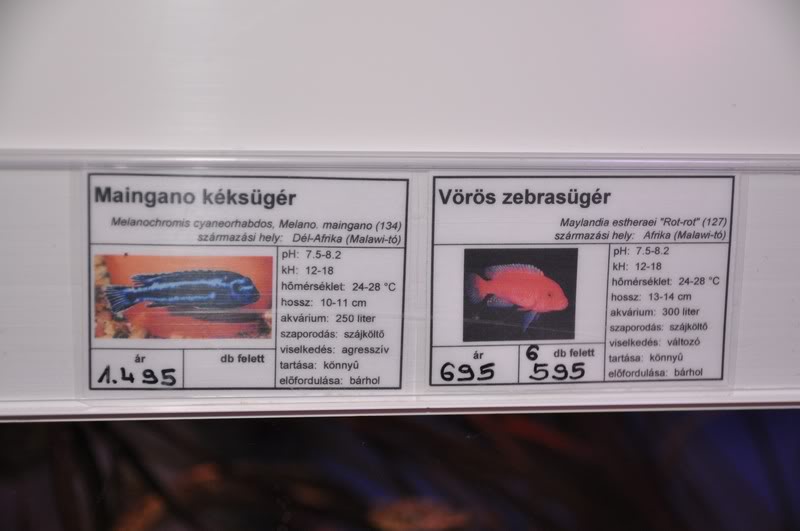 Maingano kéksügér
Melanochromis cyaneorhabdos, Melano. maingano (134)
származási hely: Dél-Afrika (Malawi-tó)
pH: 7.5-8.2
kH: 12-18
hőmérséklet: 24-28 °C
hossz: 10-11 cm
akvárium: 250 liter
szaporodás: szájköltő
viselkedés: agresszív
tartása: könnyű
előfordulása: bárhol
ár
1.495
db felett
Vörös zebrasügér
Maylandia estheraei "Rot-rot" (127)
származási hely: Afrika (Malawi-tó)
pH: 7.5-8.2
kH: 12-18
hőmérséklet: 24-28 °C
hossz: 13-14 cm
akvárium: 300 liter
szaporodás: szájköltő
viselkedés: változó
tartása: könnyű
előfordulása: bárhol
ár
695
6 db felett
595